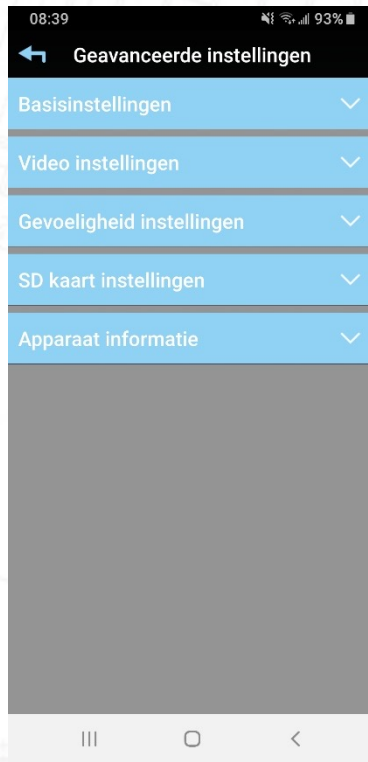 08:39 93%
Geavanceerde instellingen
Basisinstellingen
Video instellingen
Gevoeligheid instellingen
SD kaart instellingen
Apparaat informatie